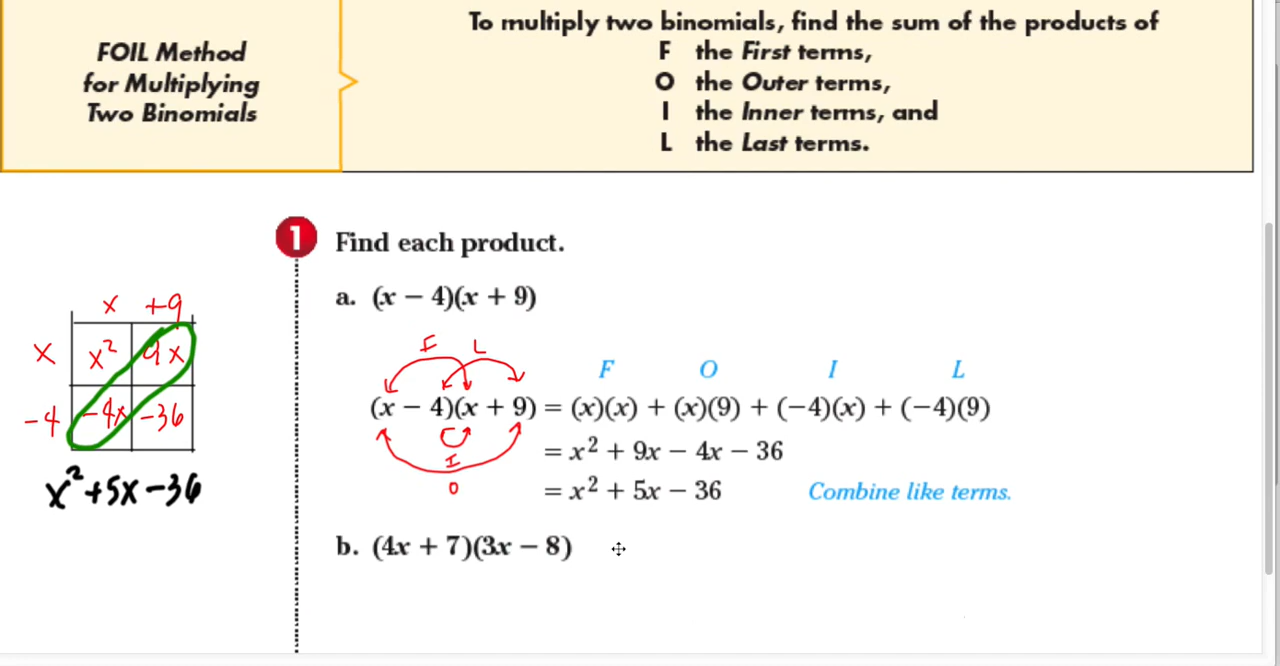 FOIL Method
for Multiplying
Two Binomials
To multiply two binomials, find the sum of the products of
F the First terms,
O the Outer terms,
I the Inner terms, and
L the Last terms.
1 Find each product.
a. (x − 4)(x + 9)
x +9
x x² 9x
-4 -4x -36
x²+5x-36
F L
F O I L
(x − 4)(x + 9) = (x)(x) + (x)(9) + (−4)(x) + (−4)(9)
I
O
= x² + 9x − 4x − 36
= x² + 5x − 36 Combine like terms.
b. (4x + 7)(3x − 8)